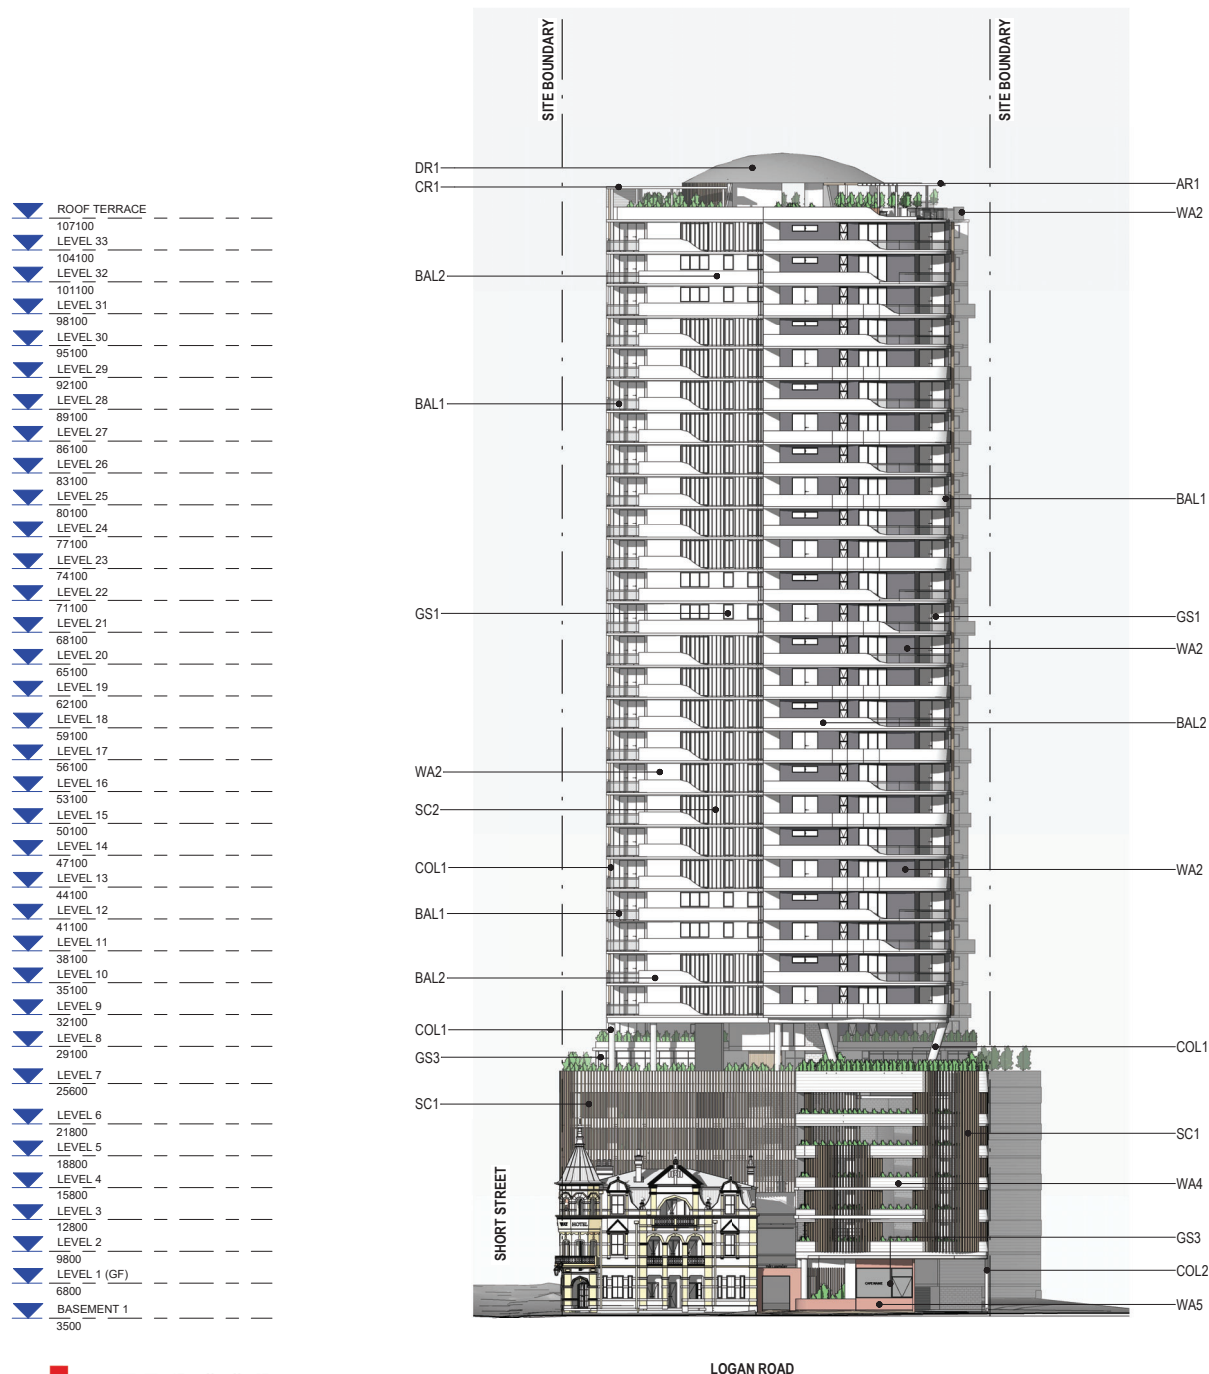 SITE BOUNDARY
SITE BOUNDARY
DR1
CR1
AR1
WA2
BAL2
BAL1
BAL1
GS1
GS1
WA2
BAL2
WA2
SC2
COL1
WA2
BAL1
BAL2
COL1
COL1
GS3
SC1
SC1
WA4
GS3
COL2
WA5
ROOF TERRACE
107100
LEVEL 33
104100
LEVEL 32
101100
LEVEL 31
98100
LEVEL 30
95100
LEVEL 29
92100
LEVEL 28
89100
LEVEL 27
86100
LEVEL 26
83100
LEVEL 25
80100
LEVEL 24
77100
LEVEL 23
74100
LEVEL 22
71100
LEVEL 21
68100
LEVEL 20
65100
LEVEL 19
62100
LEVEL 18
59100
LEVEL 17
56100
LEVEL 16
53100
LEVEL 15
50100
LEVEL 14
47100
LEVEL 13
44100
LEVEL 12
41100
LEVEL 11
38100
LEVEL 10
35100
LEVEL 9
32100
LEVEL 8
29100
LEVEL 7
25600
LEVEL 6
21800
LEVEL 5
18800
LEVEL 4
15800
LEVEL 3
12800
LEVEL 2
9800
LEVEL 1 (GF)
6800
BASEMENT 1
3500
SHORT STREET
HOTEL
LOGAN ROAD